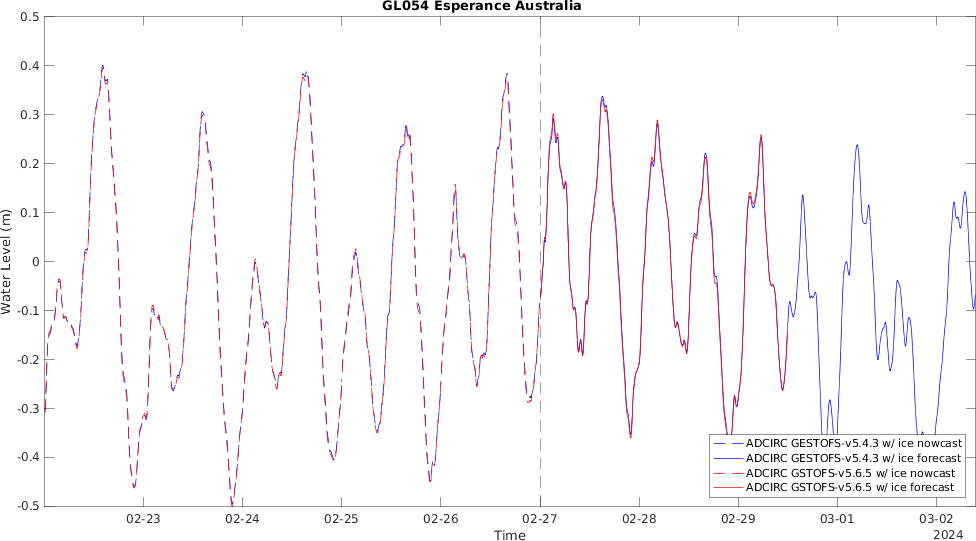 GL054 Esperance Australia
0.5
0.4
0.3
0.2
0.1
0
-0.1
-0.2
-0.3
-0.4
-0.5
Water Level (m)
02-23 02-24 02-25 02-26 02-27 02-28 02-29 03-01 03-02
Time
2024
ADCIRC GESTOFS-v5.4.3 w/ ice nowcast
ADCIRC GESTOFS-v5.4.3 w/ ice forecast
ADCIRC GSTOFS-v5.6.5 w/ ice nowcast
ADCIRC GSTOFS-v5.6.5 w/ ice forecast